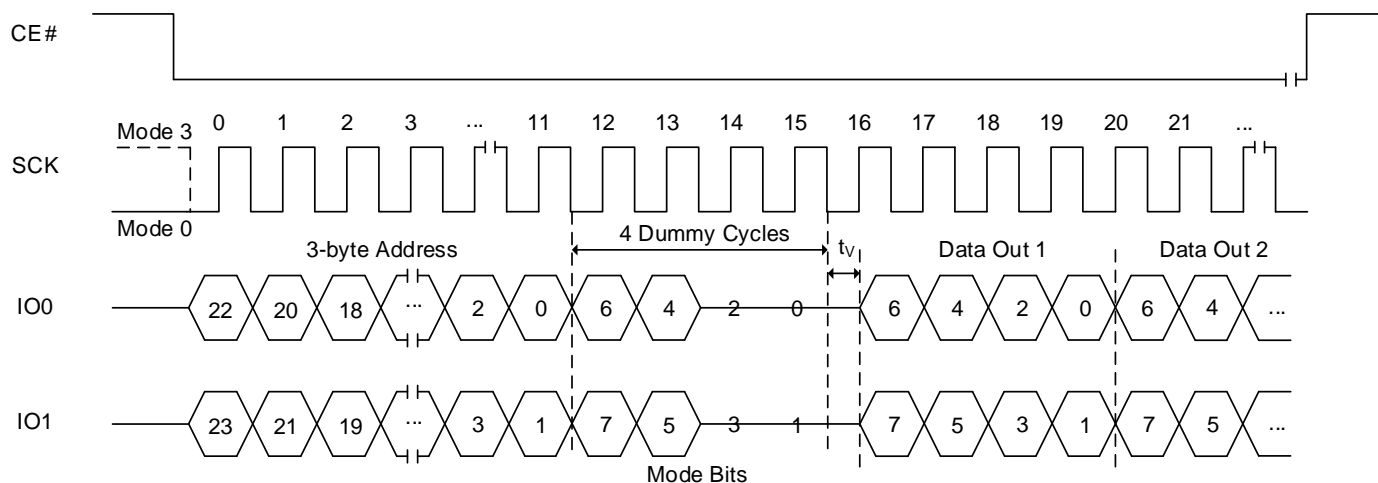 CE#
Mode 3 0 1 2 3 ... 11 12 13 14 15 16 17 18 19 20 21 ...
SCK
Mode 0
3-byte Address 4 Dummy Cycles tV Data Out 1 Data Out 2
IO0 22 20 18 ... 2 0 6 4 2 0 6 4 2 0 6 4 ...
IO1 23 21 19 ... 3 1 7 5 3 1 7 5 3 1 7 5 ...
Mode Bits